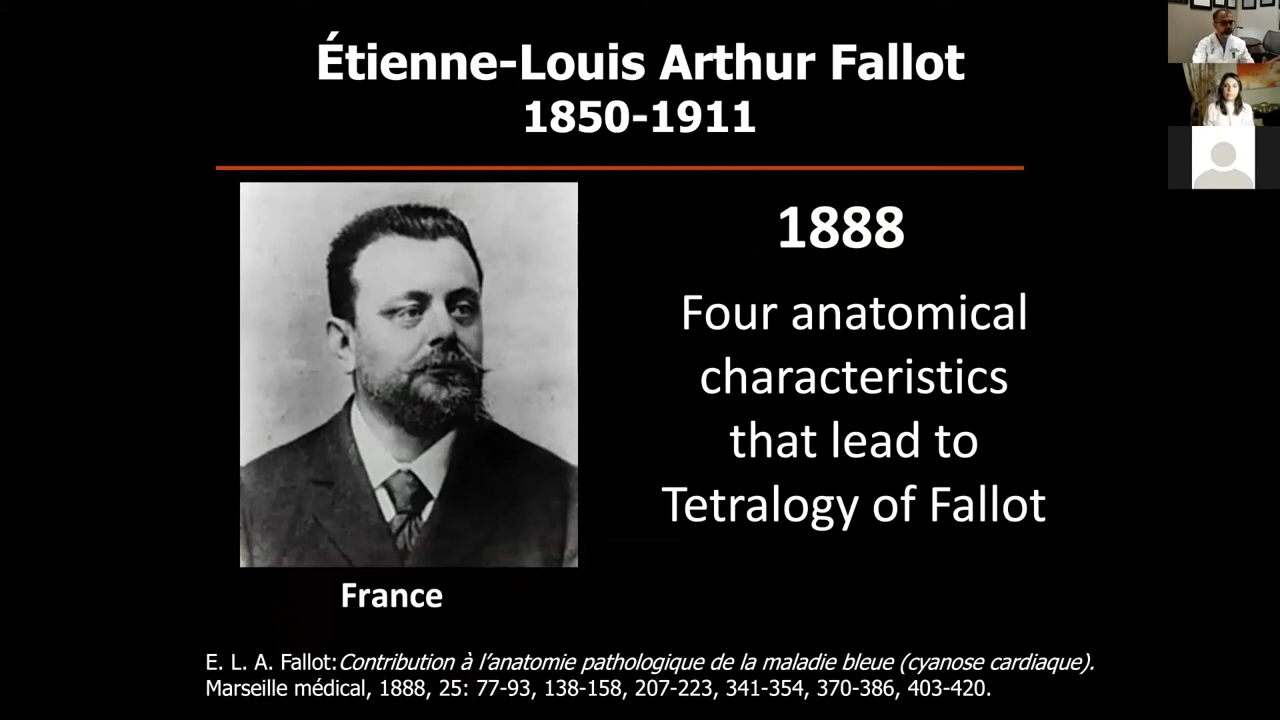 Étienne-Louis Arthur Fallot
1850-1911
1888
Four anatomical
characteristics
that lead to
Tetralogy of Fallot
France
E. L. A. Fallot:Contribution à l’anatomie pathologique de la maladie bleue (cyanose cardiaque).
Marseille médical, 1888, 25: 77-93, 138-158, 207-223, 341-354, 370-386, 403-420.